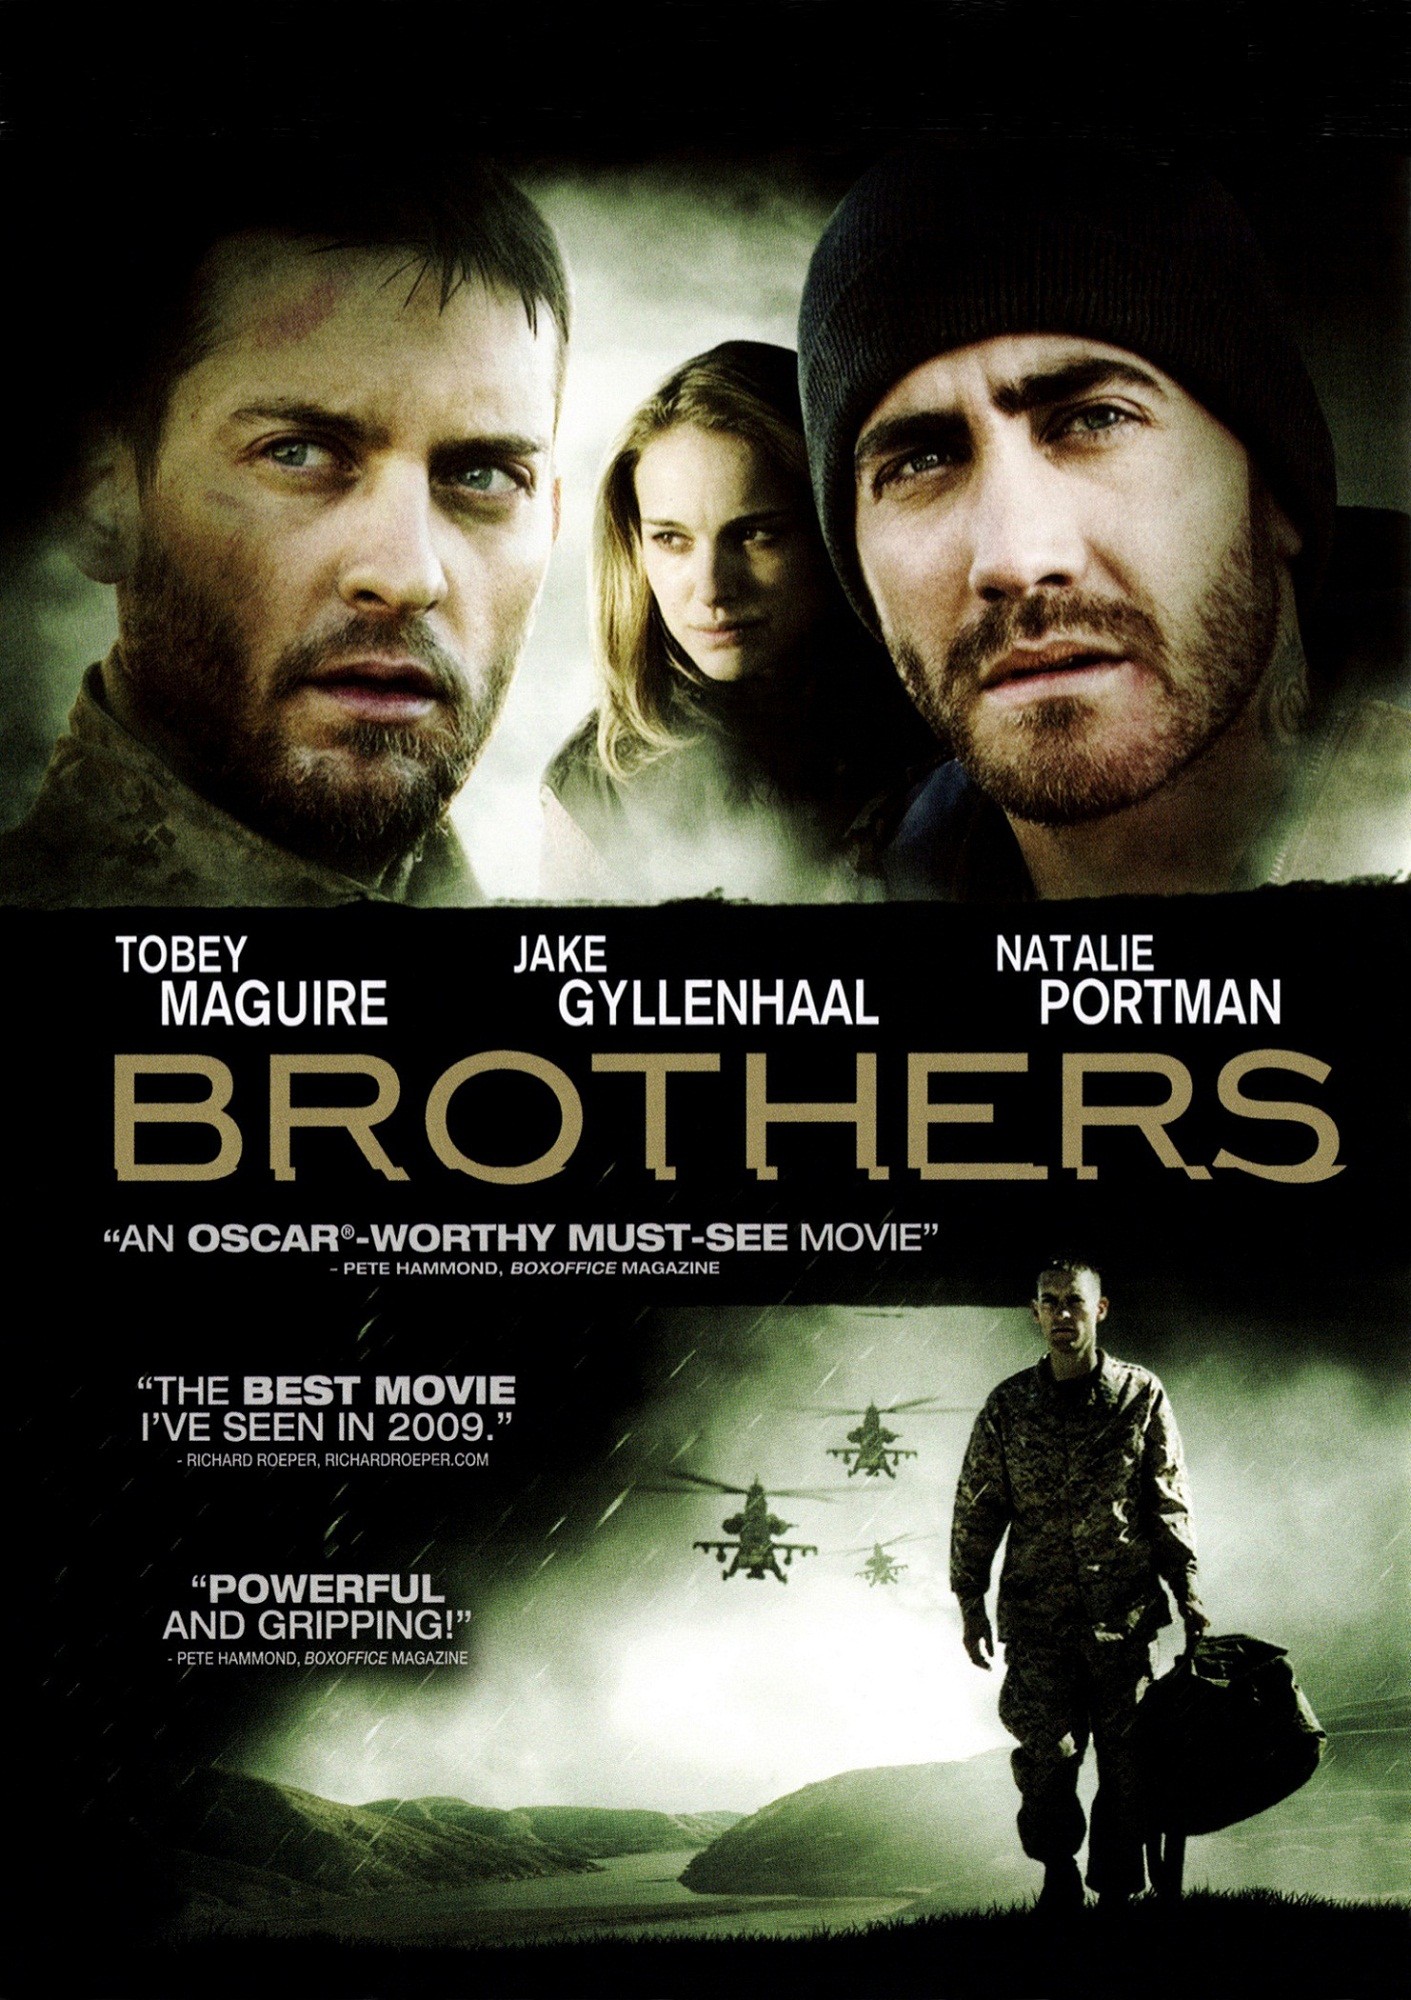 TOBEY
MAGUIRE
JAKE
GYLLENHAAL
NATALIE
PORTMAN
BROTHERS
“AN OSCAR®-WORTHY MUST-SEE MOVIE”
- PETE HAMMOND, BOXOFFICE MAGAZINE
“THE BEST MOVIE
I’VE SEEN IN 2009.”
- RICHARD ROEPER, RICHARDROEPER.COM
“POWERFUL
AND GRIPPING!”
- PETE HAMMOND, BOXOFFICE MAGAZINE